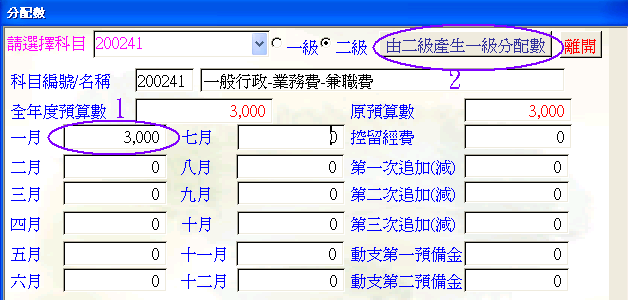 分配數
請選擇科目 200241 一級 二級 由二級產生一級分配數 離開
科目編號/名稱 200241 一般行政-業務費-兼職費 2
全年度預算數 1 3,000 原預算數 3,000
一月 3,000 七月 0 控留經費 0
二月 0 八月 0 第一次追加(減) 0
三月 0 九月 0 第二次追加(減) 0
四月 0 十月 0 第三次追加(減) 0
五月 0 十一月 0 動支第一預備金 0
六月 0 十二月 0 動支第二預備金 0